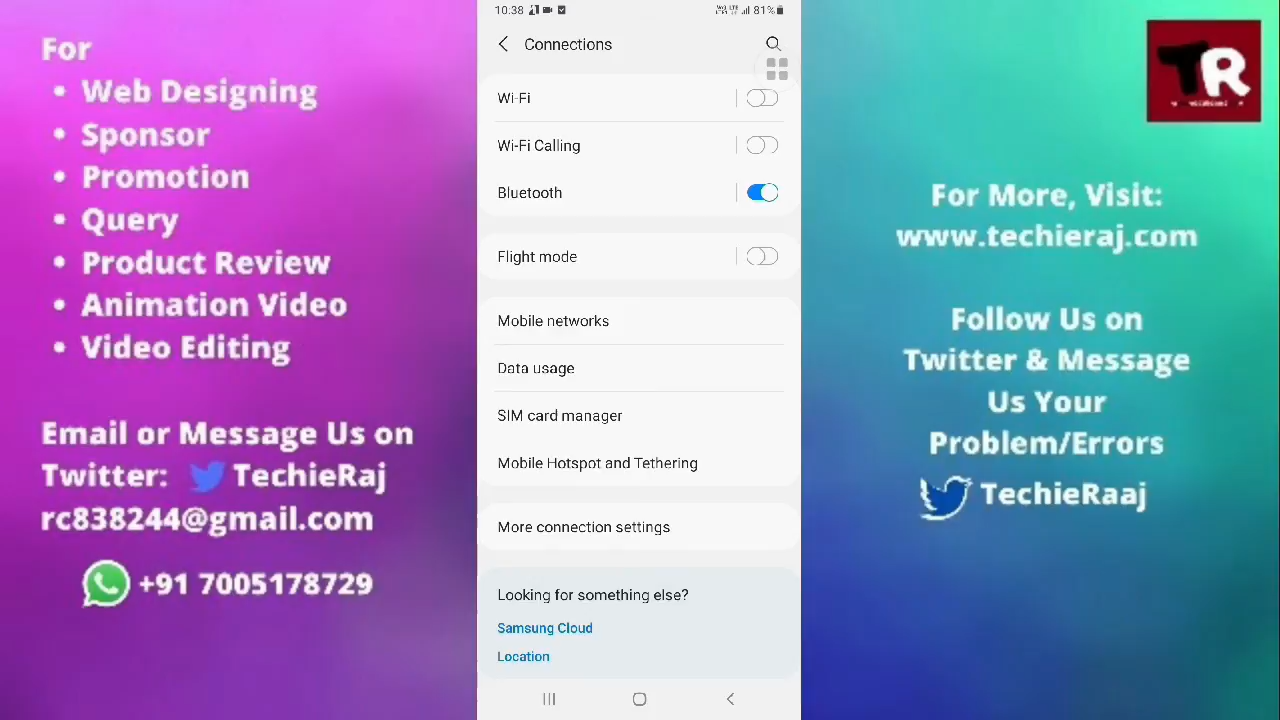 For
• Web Designing
• Sponsor
• Promotion
• Query
• Product Review
• Animation Video
• Video Editing
Email or Message Us on
Twitter: TechieRaj
rc838244@gmail.com
+91 7005178729
10.38
81%
Connections
Wi-Fi
Wi-Fi Calling
Bluetooth
Flight mode
Mobile networks
Data usage
SIM card manager
Mobile Hotspot and Tethering
More connection settings
Looking for something else?
Samsung Cloud
Location
TR
For More, Visit:
www.techieraj.com
Follow Us on
Twitter & Message
Us Your
Problem/Errors
TechieRaaj